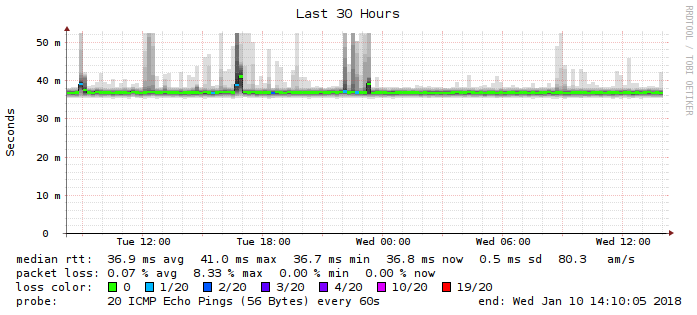 Last 30 Hours
RRDTOOL / TOBI OETIKER
Seconds
50 m
40 m
30 m
20 m
10 m
0
Tue 12:00 Tue 18:00 Wed 00:00 Wed 06:00 Wed 12:00
median rtt: 36.9 ms avg 41.0 ms max 36.7 ms min 36.8 ms now 0.5 ms sd 80.3 am/s
packet loss: 0.07 % avg 8.33 % max 0.00 % min 0.00 % now
loss color: 0 1/20 2/20 3/20 4/20 10/20 19/20
probe: 20 ICMP Echo Pings (56 Bytes) every 60s end: Wed Jan 10 14:10:05 2018